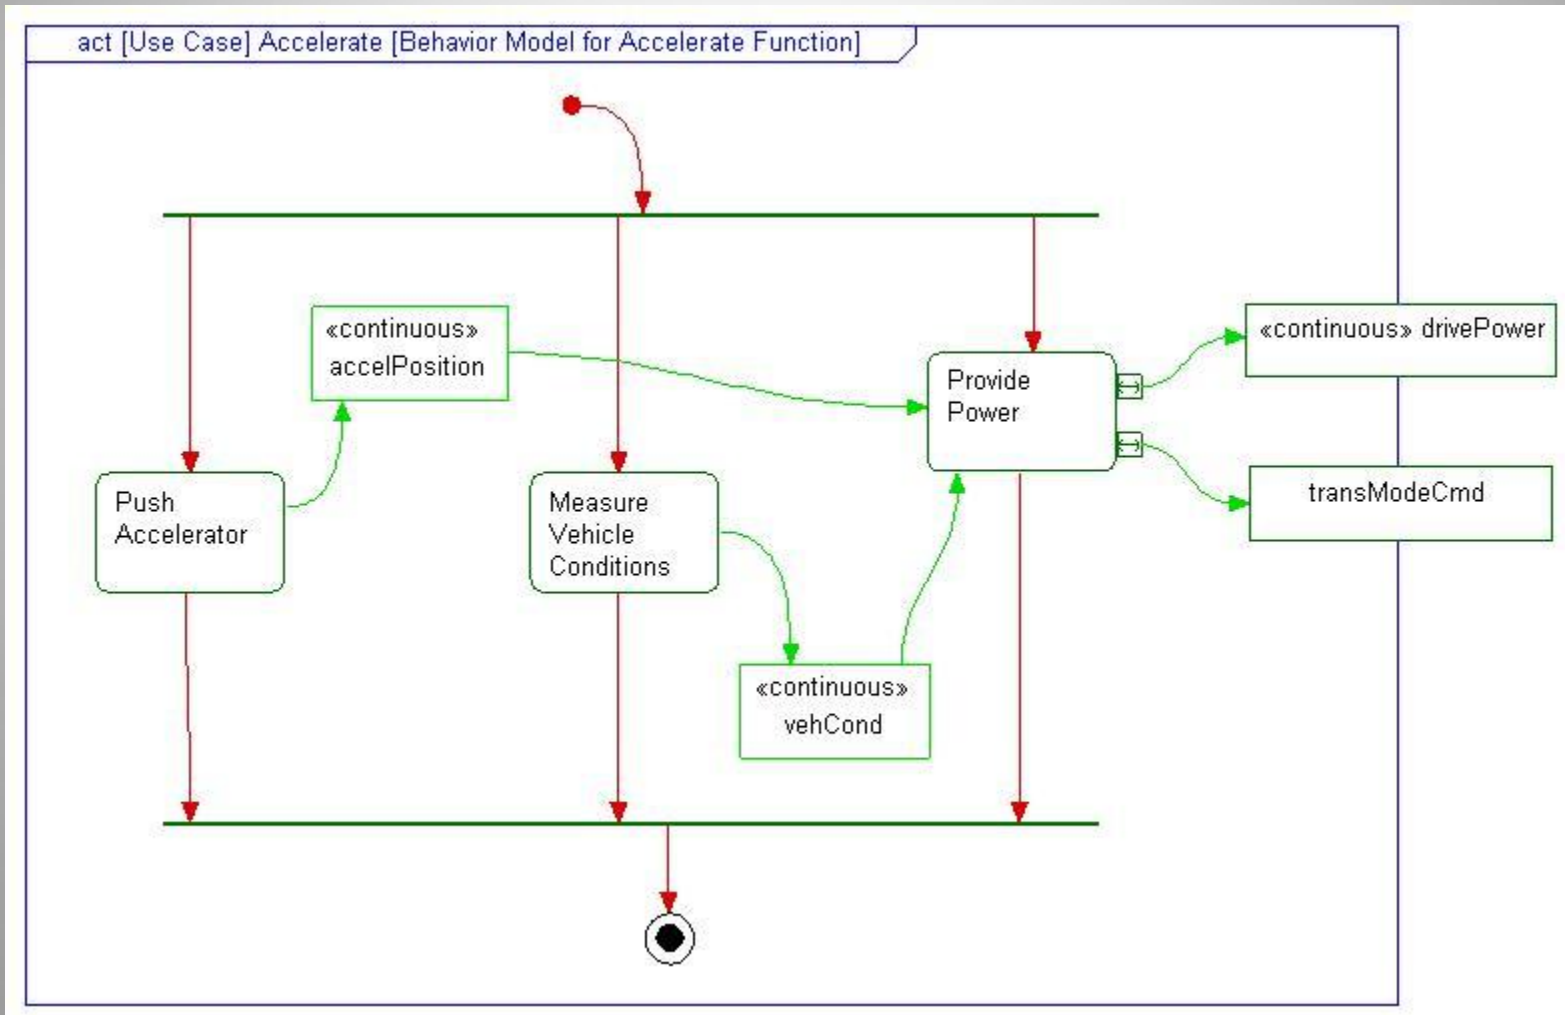 act [Use Case] Accelerate [Behavior Model for Accelerate Function]
«continuous»
accelPosition
Provide
Power
«continuous» drivePower
transModeCmd
Push
Accelerator
Measure
Vehicle
Conditions
«continuous»
vehCond